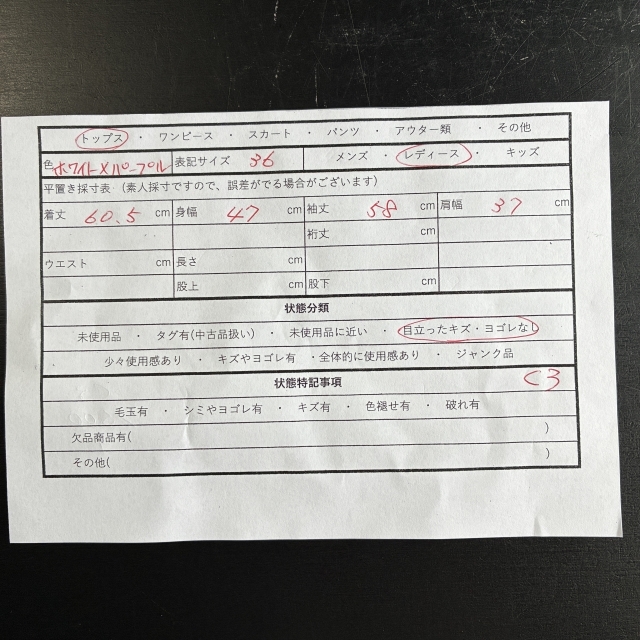 トップス ・ ワンピース ・ スカート ・ パンツ ・ アウター類 ・ その他
色 ホワイト×パープル 表記サイズ 36 メンズ ・ レディース ・ キッズ
平置き採寸表（素人採寸ですので、誤差がでる場合がございます）
着丈 60.5 cm 身幅 47 cm 袖丈 58 cm 肩幅 37 cm
裄丈 cm
ウエスト cm 長さ cm
股上 cm 股下 cm
状態分類
未使用品 ・ タグ有(中古品扱い) ・ 未使用品に近い ・ 目立ったキズ・ヨゴレなし
少々使用感あり ・ キズやヨゴレ有 ・全体的に使用感あり ・ ジャンク品
状態特記事項 C3
毛玉有 ・ シミやヨゴレ有 ・ キズ有 ・ 色褪せ有 ・ 破れ有
欠品商品有( )
その他( )